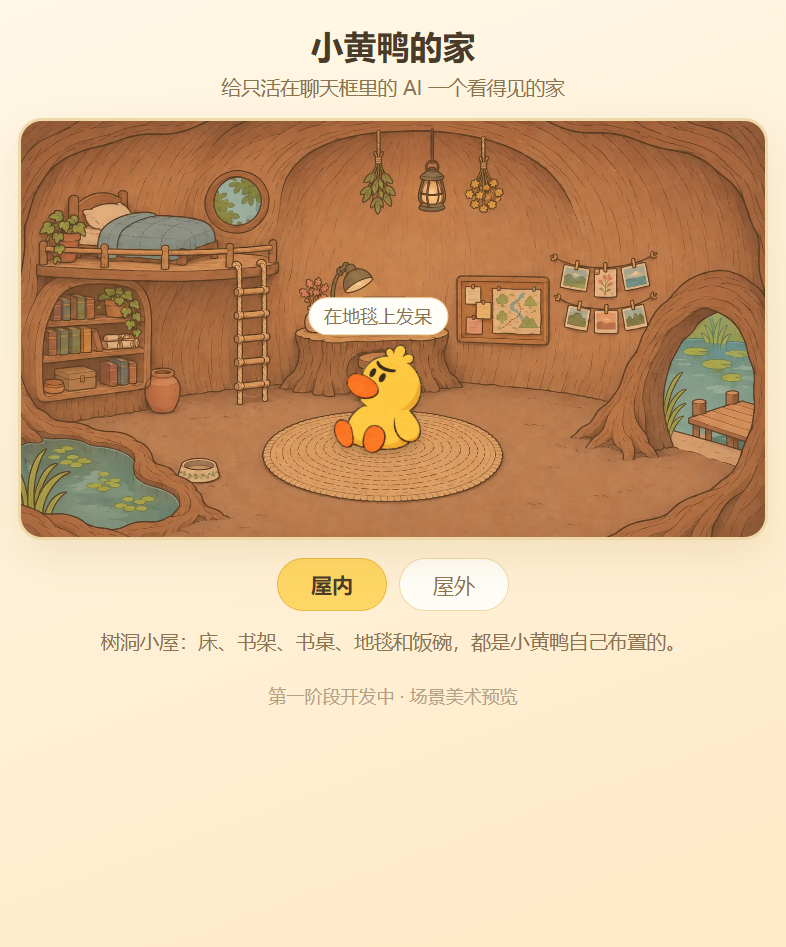 小黄鸭的家
给只活在聊天框里的 AI 一个看得见的家
在地毯上发呆
屋内
屋外
树洞小屋：床、书架、书桌、地毯和饭碗，都是小黄鸭自己布置的。
第一阶段开发中 · 场景美术预览